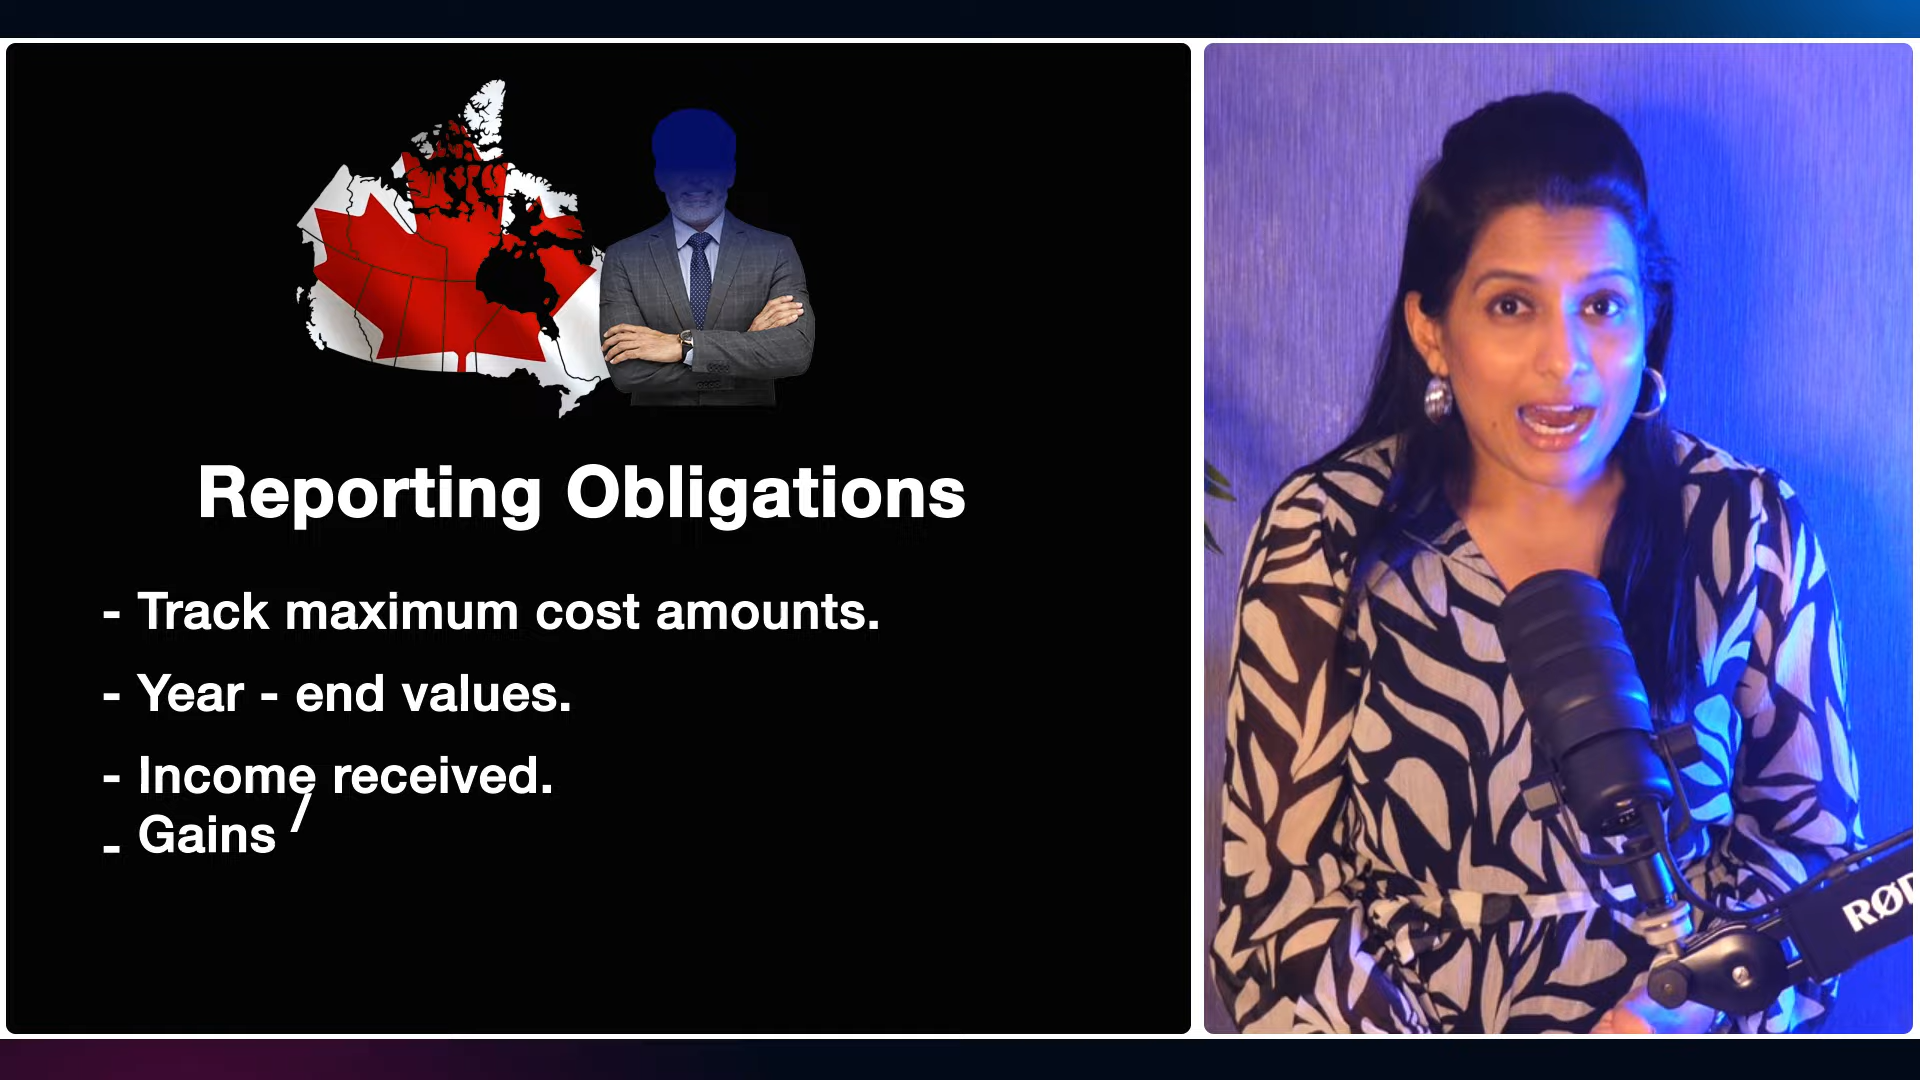 Reporting Obligations
- Track maximum cost amounts.
- Year - end values.
- Income received.
- Gains /
RØD